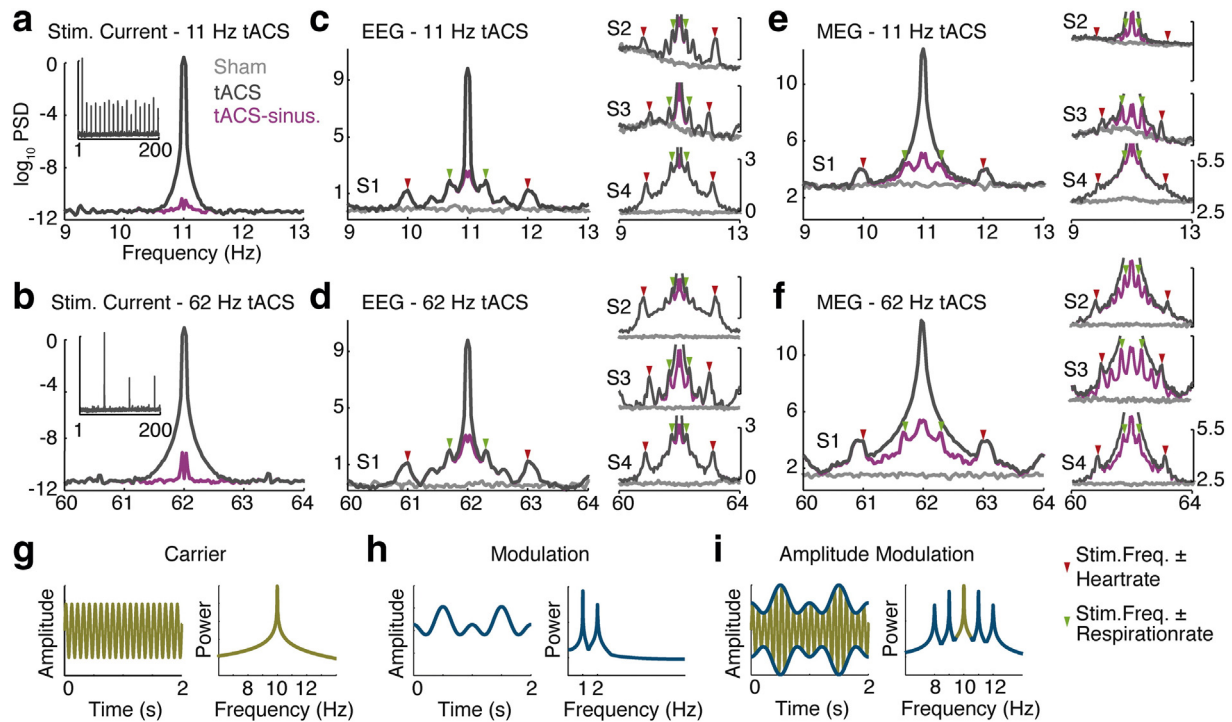 a Stim. Current - 11 Hz tACS
0
-4
-8
-12
log10 PSD
Sham
tACS
tACS-sinus.
1 200
9 10 11 12 13
Frequency (Hz)
b Stim. Current - 62 Hz tACS
0
-4
-8
-12
1 200
60 61 62 63 64
c EEG - 11 Hz tACS
9
5
1
S1
9 10 11 12 13
S2
S3
S4
3
0
9 13
d EEG - 62 Hz tACS
9
5
1
S1
60 61 62 63 64
S2
S3
S4
3
0
60 64
e MEG - 11 Hz tACS
10
6
2
S1
9 10 11 12 13
S2
S3
S4
5.5
2.5
9 13
f MEG - 62 Hz tACS
10
6
2
S1
60 61 62 63 64
S2
S3
S4
5.5
2.5
60 64
g Carrier
Amplitude
0 2
Time (s)
Power
8 10 12
Frequency (Hz)
h Modulation
Amplitude
0 2
Time (s)
Power
1 2
Frequency (Hz)
i Amplitude Modulation
Amplitude
0 2
Time (s)
Power
8 10 12
Frequency (Hz)
Stim.Freq. ±
Heartrate
Stim.Freq. ±
Respirationrate